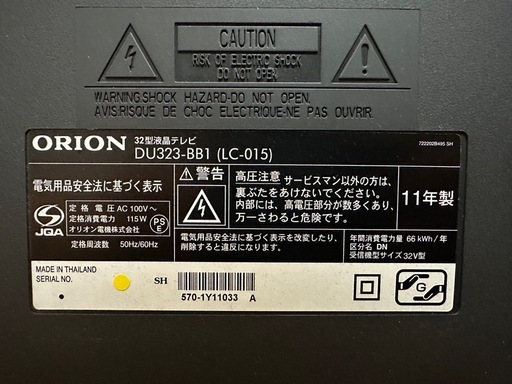 CAUTION
RISK OF ELECTRIC SHOCK
DO NOT OPEN.
WARNING:SHOCK HAZARD-DO NOT OPEN.
AVIS:RISQUE DE CHOC ELECTRIQUE-NE PAS OUVRIR.
ORION
32型液晶テレビ
DU323-BB1 (LC-015)
722202B495 SH
電気用品安全法に基づく表示
JQA
定格電圧 AC 100V～
定格消費電力 115W
オリオン電機株式会社
PSE
定格周波数 50Hz/60Hz
警告
高圧注意 サービスマン以外の方は、
裏ぶたをあけないでください。
内部には、高電圧部分が数多くあり、
万一さわると危険です。
電気用品安全法に基づく表示を改変したり、
削除すると違反になります。
11年製
年間消費電力量 66 kWh/年
区分名 DN
受信機型サイズ 32V型
MADE IN THAILAND
SERIAL NO.
SH
570-1Y11033 A
G